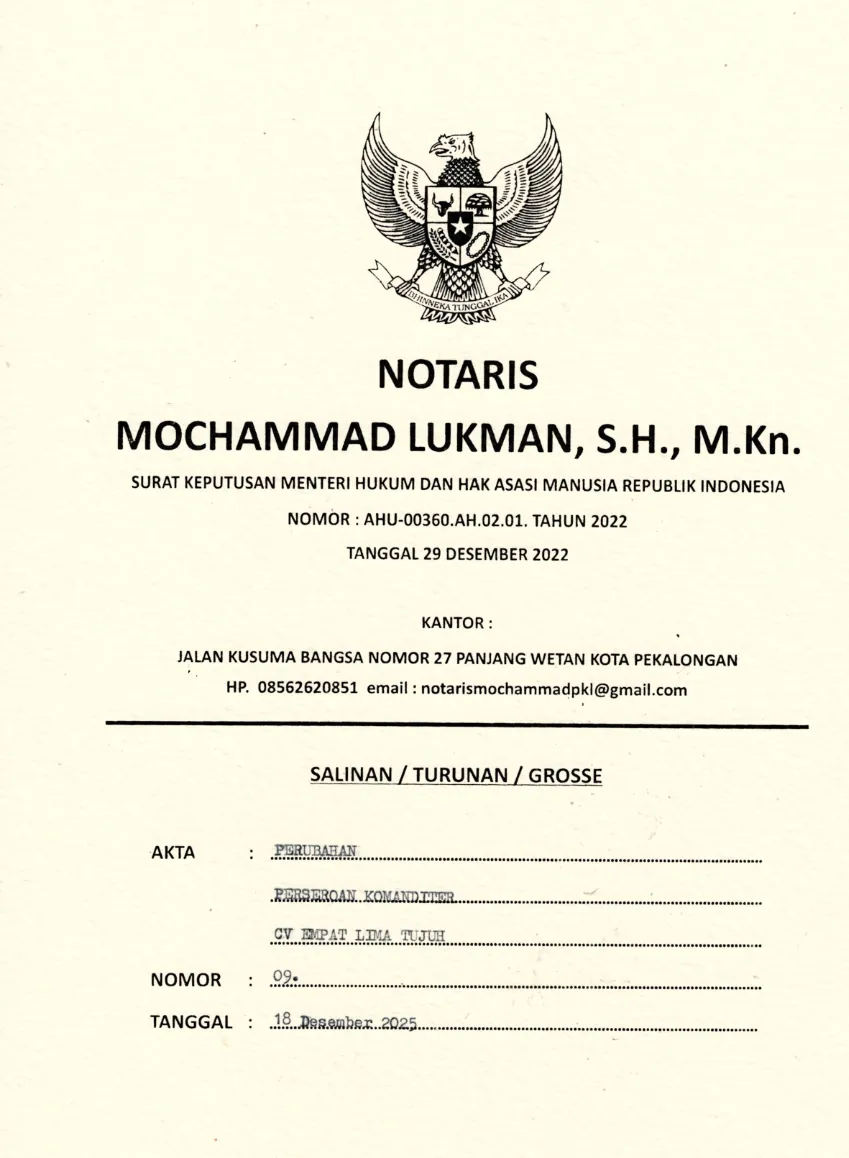 BHINNEKA TUNGGAL IKA
NOTARIS
MOCHAMMAD LUKMAN, S.H., M.Kn.
SURAT KEPUTUSAN MENTERI HUKUM DAN HAK ASASI MANUSIA REPUBLIK INDONESIA
NOMOR : AHU-00360.AH.02.01. TAHUN 2022
TANGGAL 29 DESEMBER 2022
KANTOR :
JALAN KUSUMA BANGSA NOMOR 27 PANJANG WETAN KOTA PEKALONGAN
HP. 08562620851 email : notarismochammadpkl@gmail.com
SALINAN / TURUNAN / GROSSE
AKTA : PERUBAHAN
PERSEROAN KOMANDITER
CV EMPAT LIMA TUJUH
NOMOR : 09.
TANGGAL : 18 Desember 2025